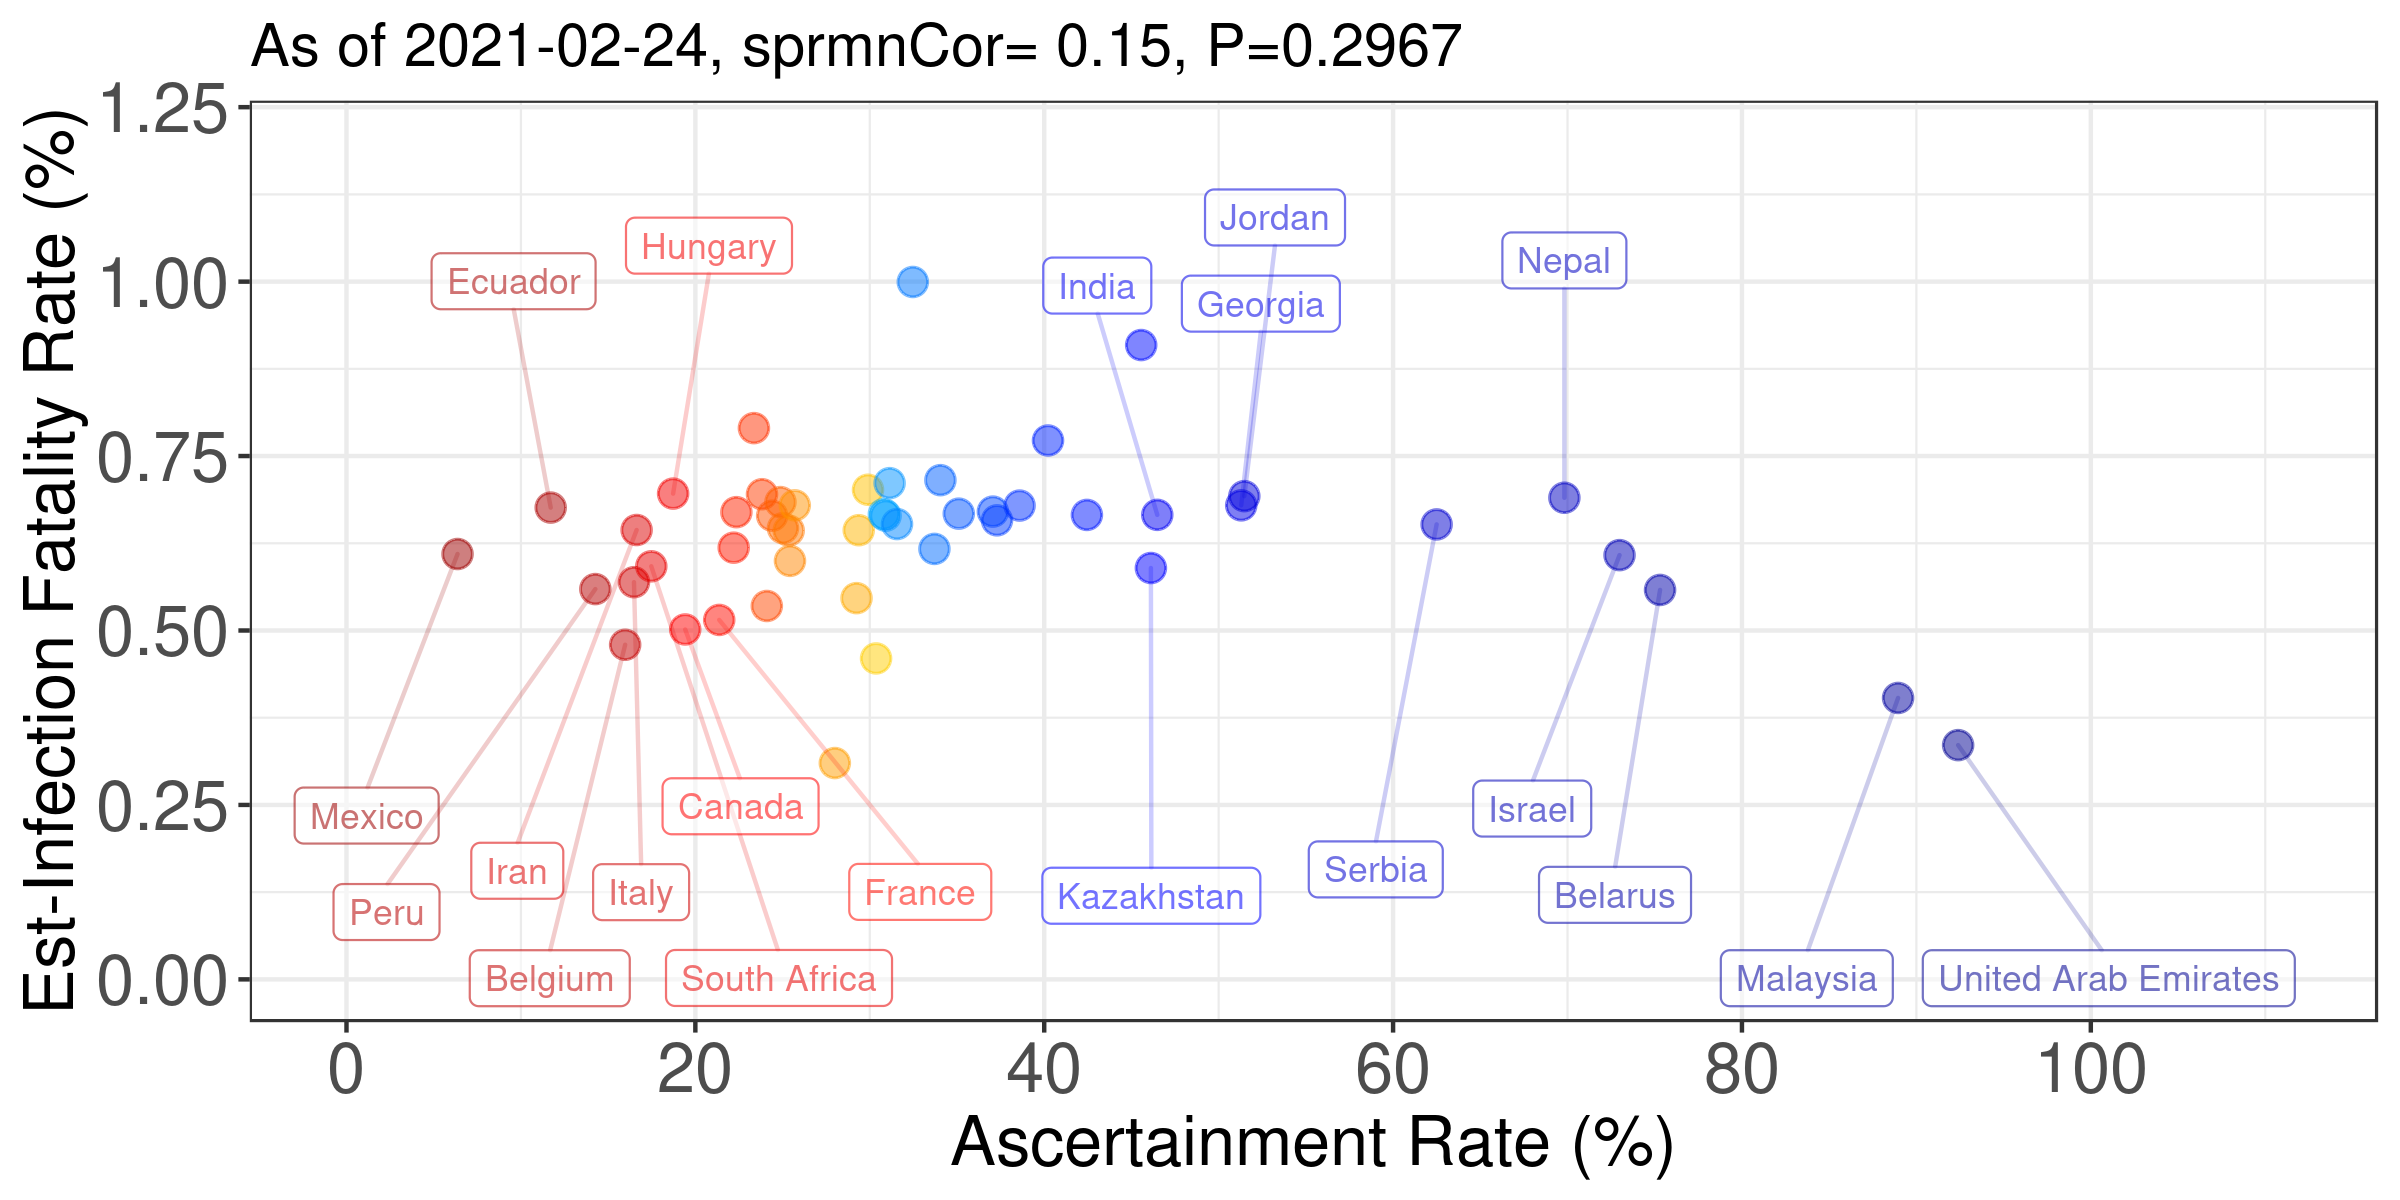 As of 2021-02-24, sprmnCor= 0.15, P=0.2967
Est-Infection Fatality Rate (%)
1.25
1.00
0.75
0.50
0.25
0.00
Jordan
Hungary
Nepal
Ecuador
India
Georgia
Mexico
Canada
Israel
Iran
Serbia
Italy
France
Kazakhstan
Belarus
Peru
Belgium
South Africa
Malaysia
United Arab Emirates
0
20
40
60
80
100
Ascertainment Rate (%)